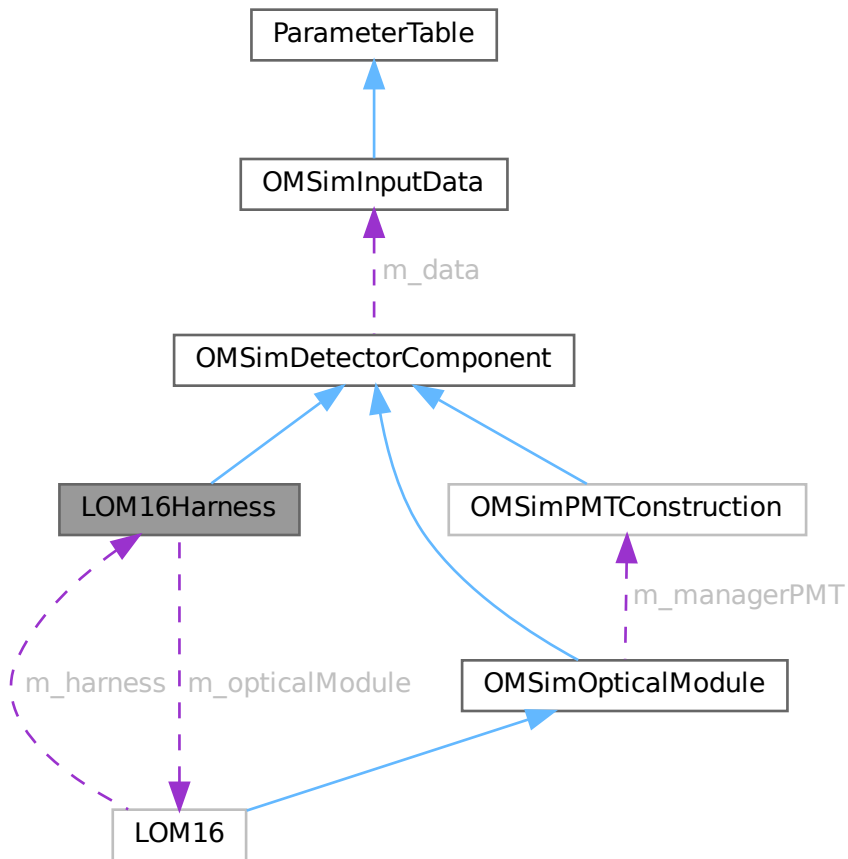 ParameterTable
OMSimInputData
m_data
OMSimDetectorComponent
LOM16Harness
OMSimPMTConstruction
m_managerPMT
m_harness
m_opticalModule
OMSimOpticalModule
LOM16